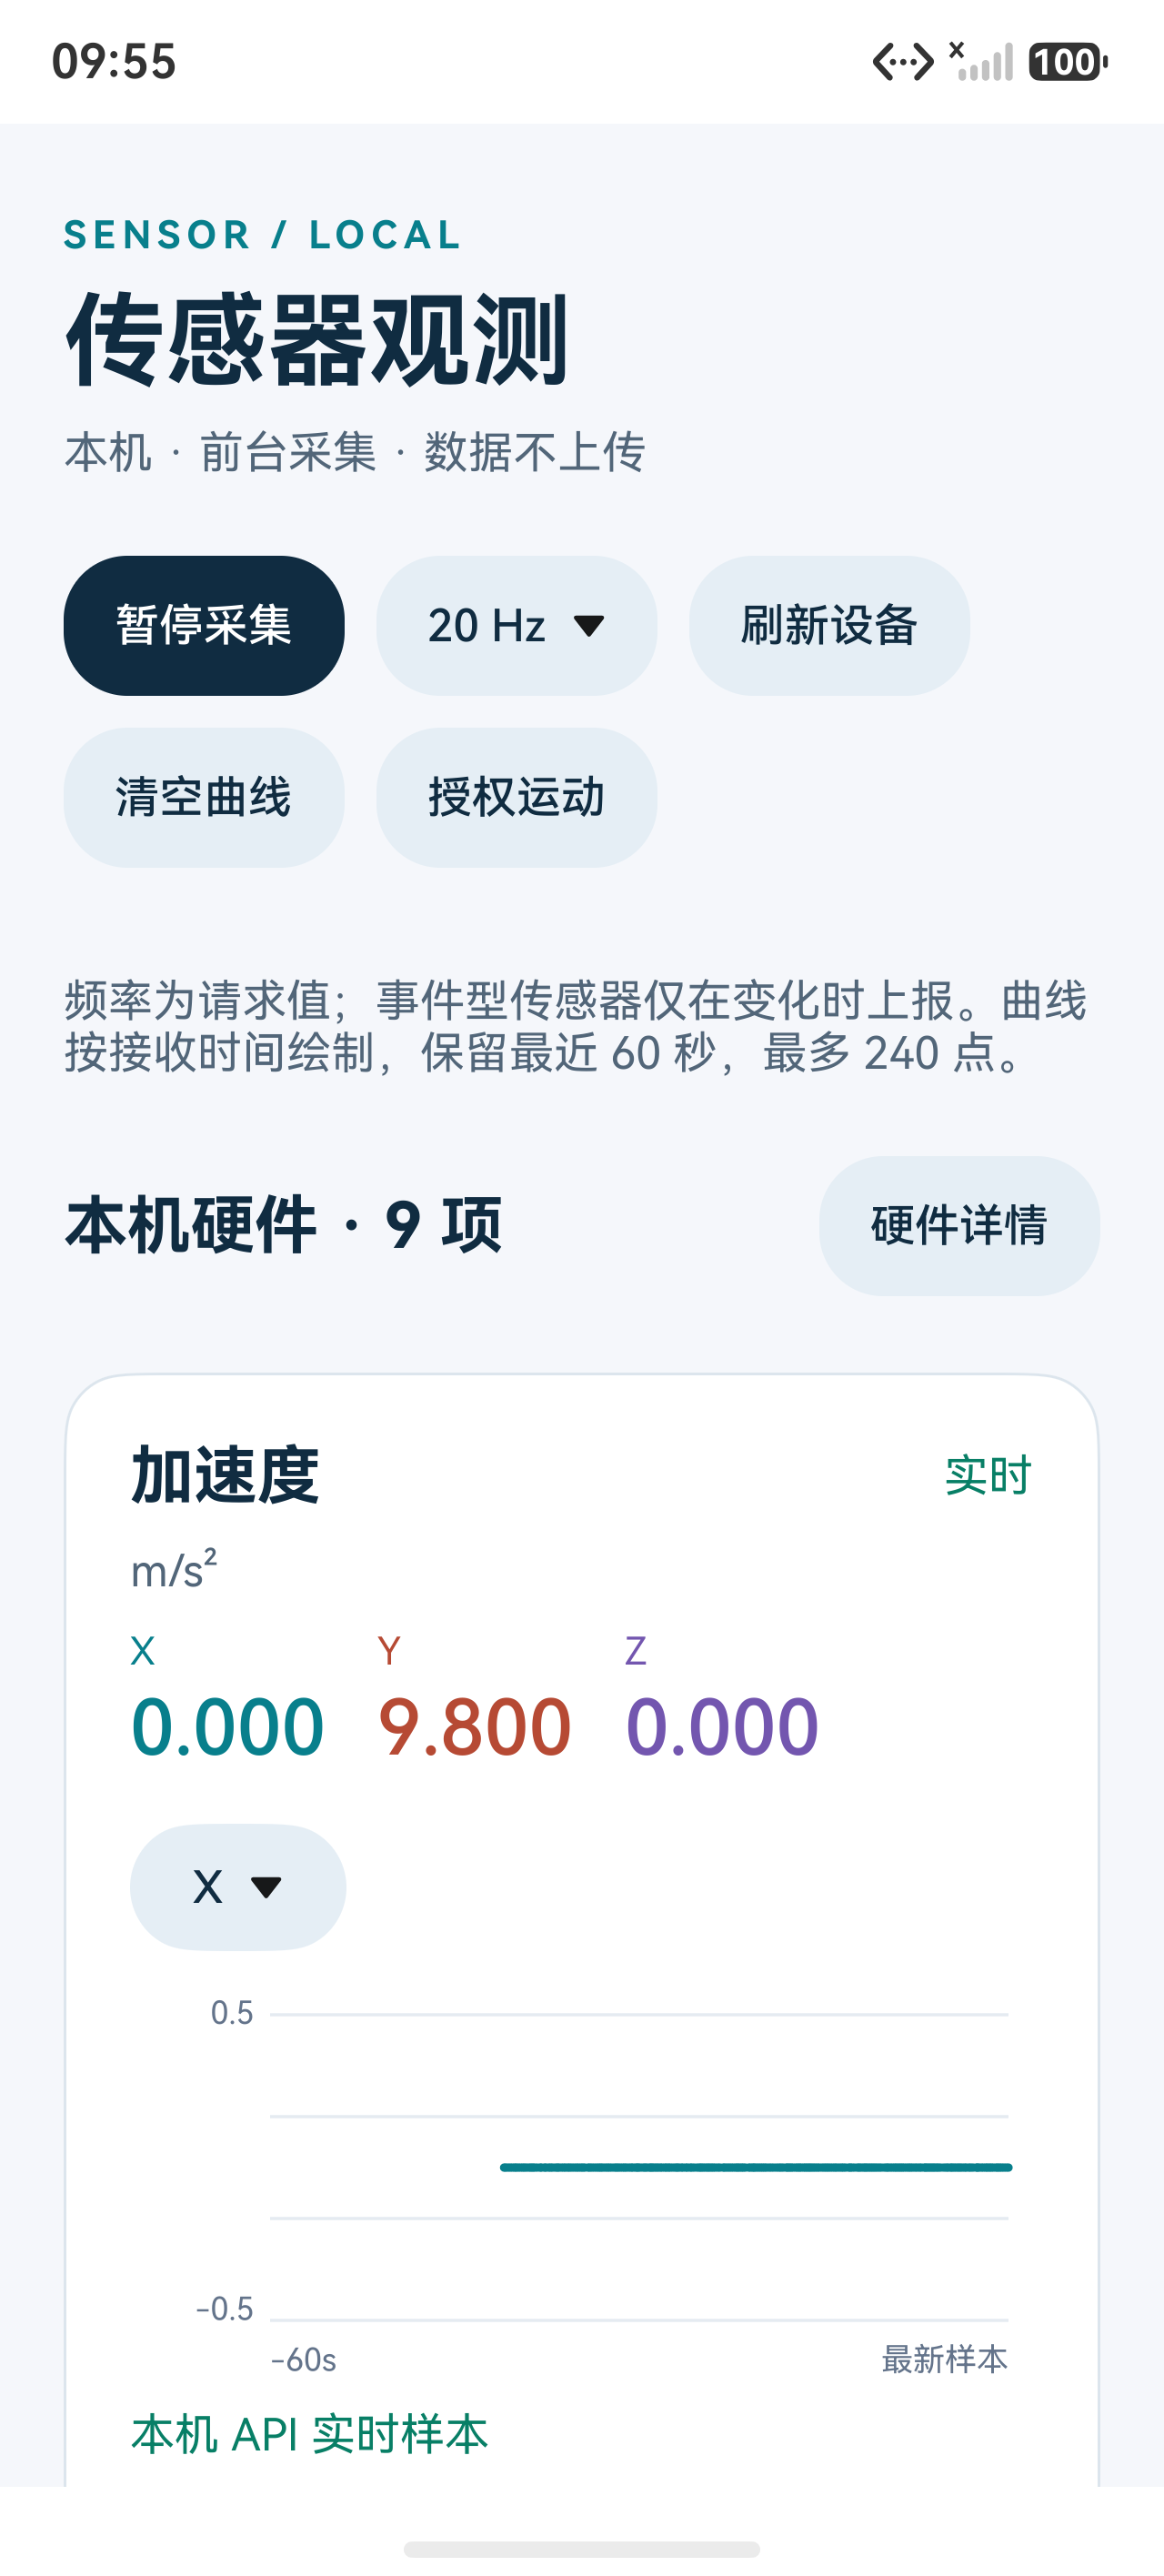 09:55
100
SENSOR / LOCAL
传感器观测
本机 · 前台采集 · 数据不上传
暂停采集
20 Hz
刷新设备
清空曲线
授权运动
频率为请求值；事件型传感器仅在变化时上报。曲线
按接收时间绘制，保留最近 60 秒，最多 240 点。
本机硬件 · 9 项
硬件详情
加速度
实时
m/s²
X Y Z
0.000 9.800 0.000
X
0.5
-0.5
-60s
最新样本
本机 API 实时样本